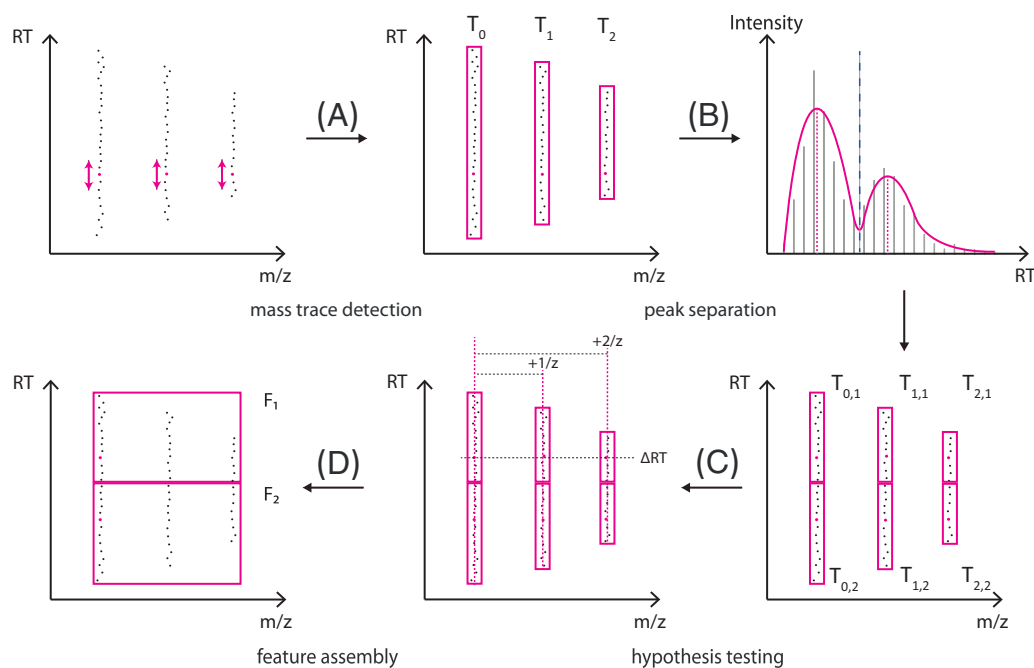 RT
m/z
(A)
RT
T0
T1
T2
m/z
(B)
Intensity
RT
mass trace detection
peak separation
RT
F1
F2
m/z
(D)
RT
+1/z
+2/z
ΔRT
m/z
(C)
RT
T0,1
T1,1
T2,1
T0,2
T1,2
T2,2
m/z
feature assembly
hypothesis testing